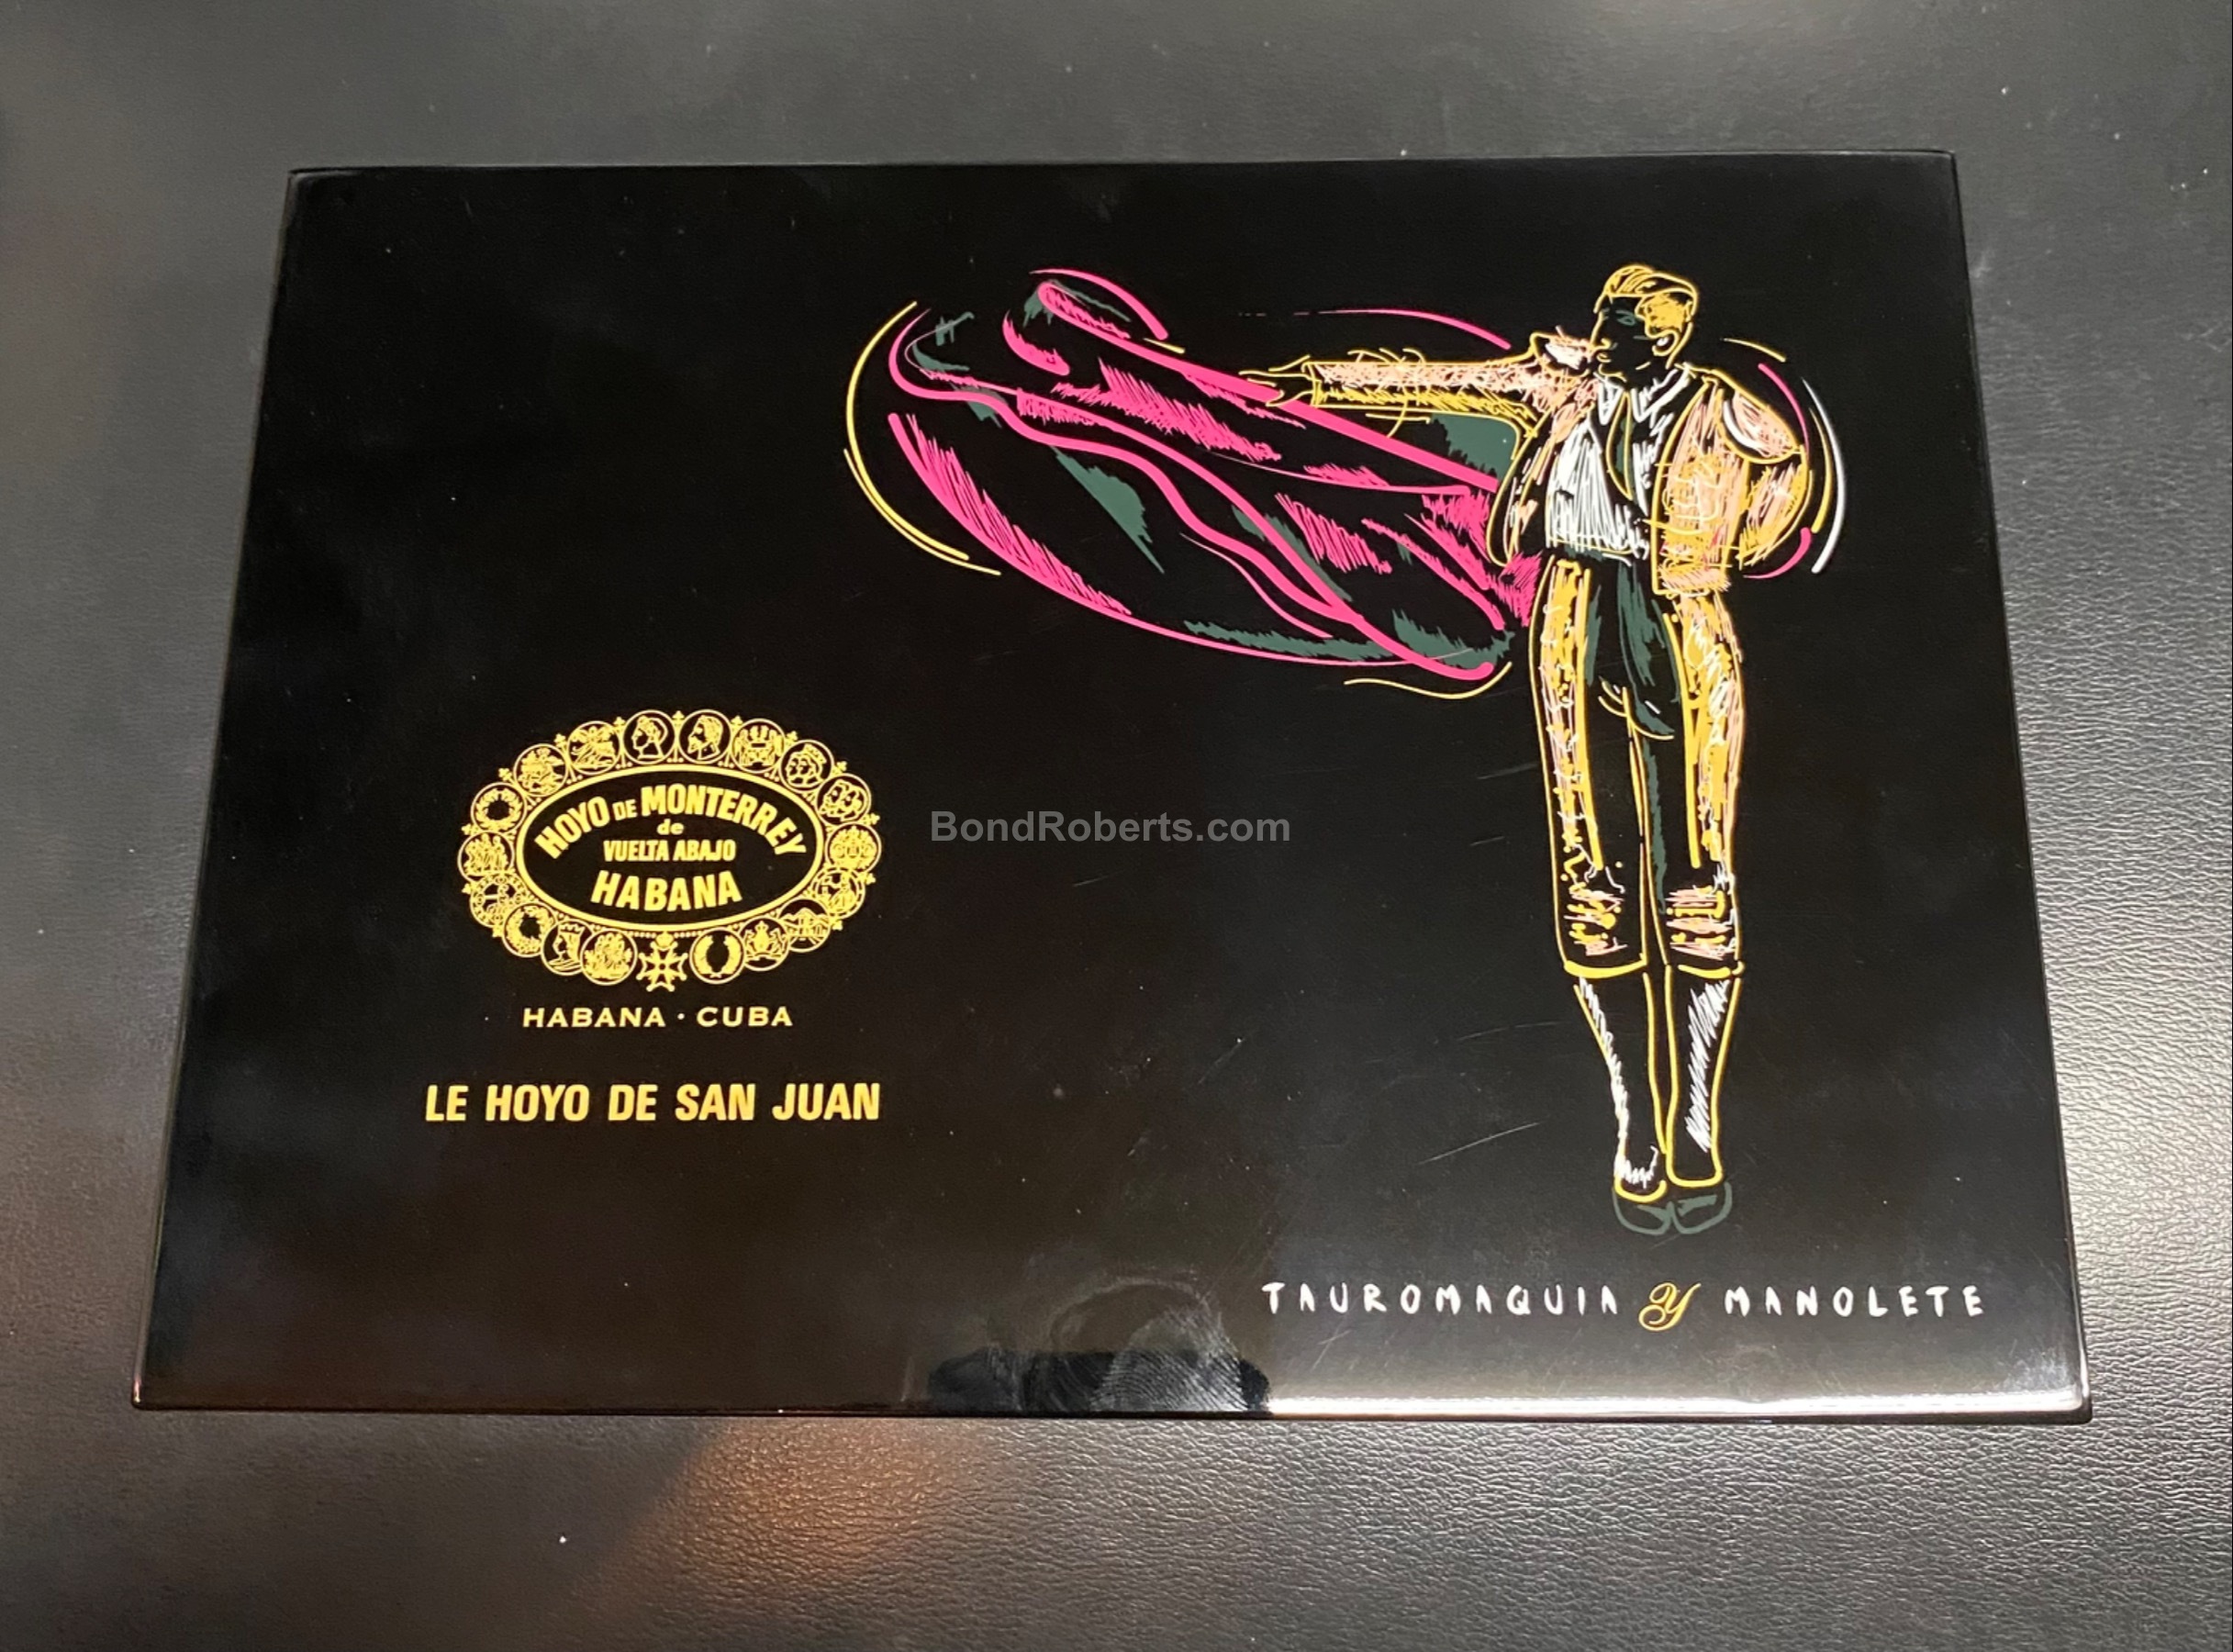 HOYO DE MONTERREY
de
VUELTA ABAJO
HABANA
HABANA · CUBA
LE HOYO DE SAN JUAN
BondRoberts.com
TAUROMAQUIA Y MANOLETE